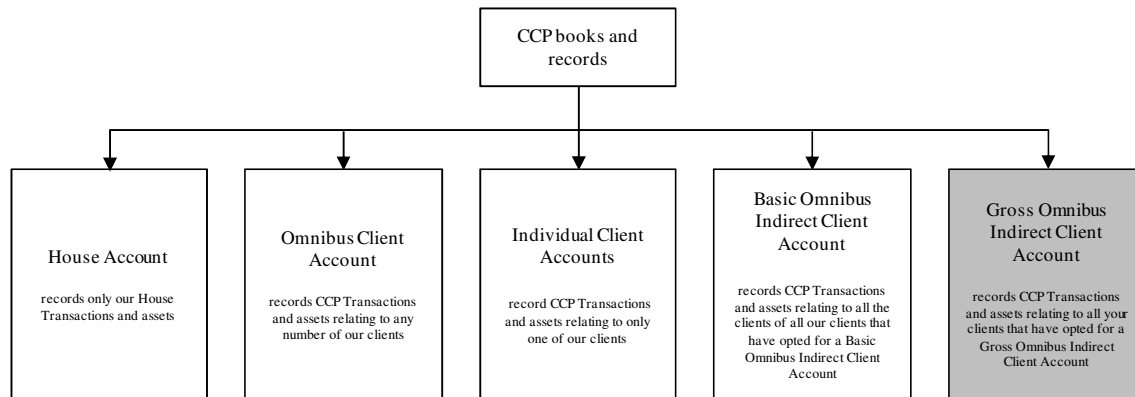 CCP books and
records
House Account
records only our House
Transactions and assets
Omnibus Client
Account
records CCP Transactions
and assets relating to any
number of our clients
Individual Client
Accounts
record CCP Transactions
and assets relating to only
one of our clients
Basic Omnibus
Indirect Client
Account
records CCP Transactions
and assets relating to all the
clients of all our clients that
have opted for a Basic
Omnibus Indirect Client
Account
Gross Omnibus
Indirect Client
Account
records CCP Transactions
and assets relating to all your
clients that have opted for a
Gross Omnibus Indirect
Client Account